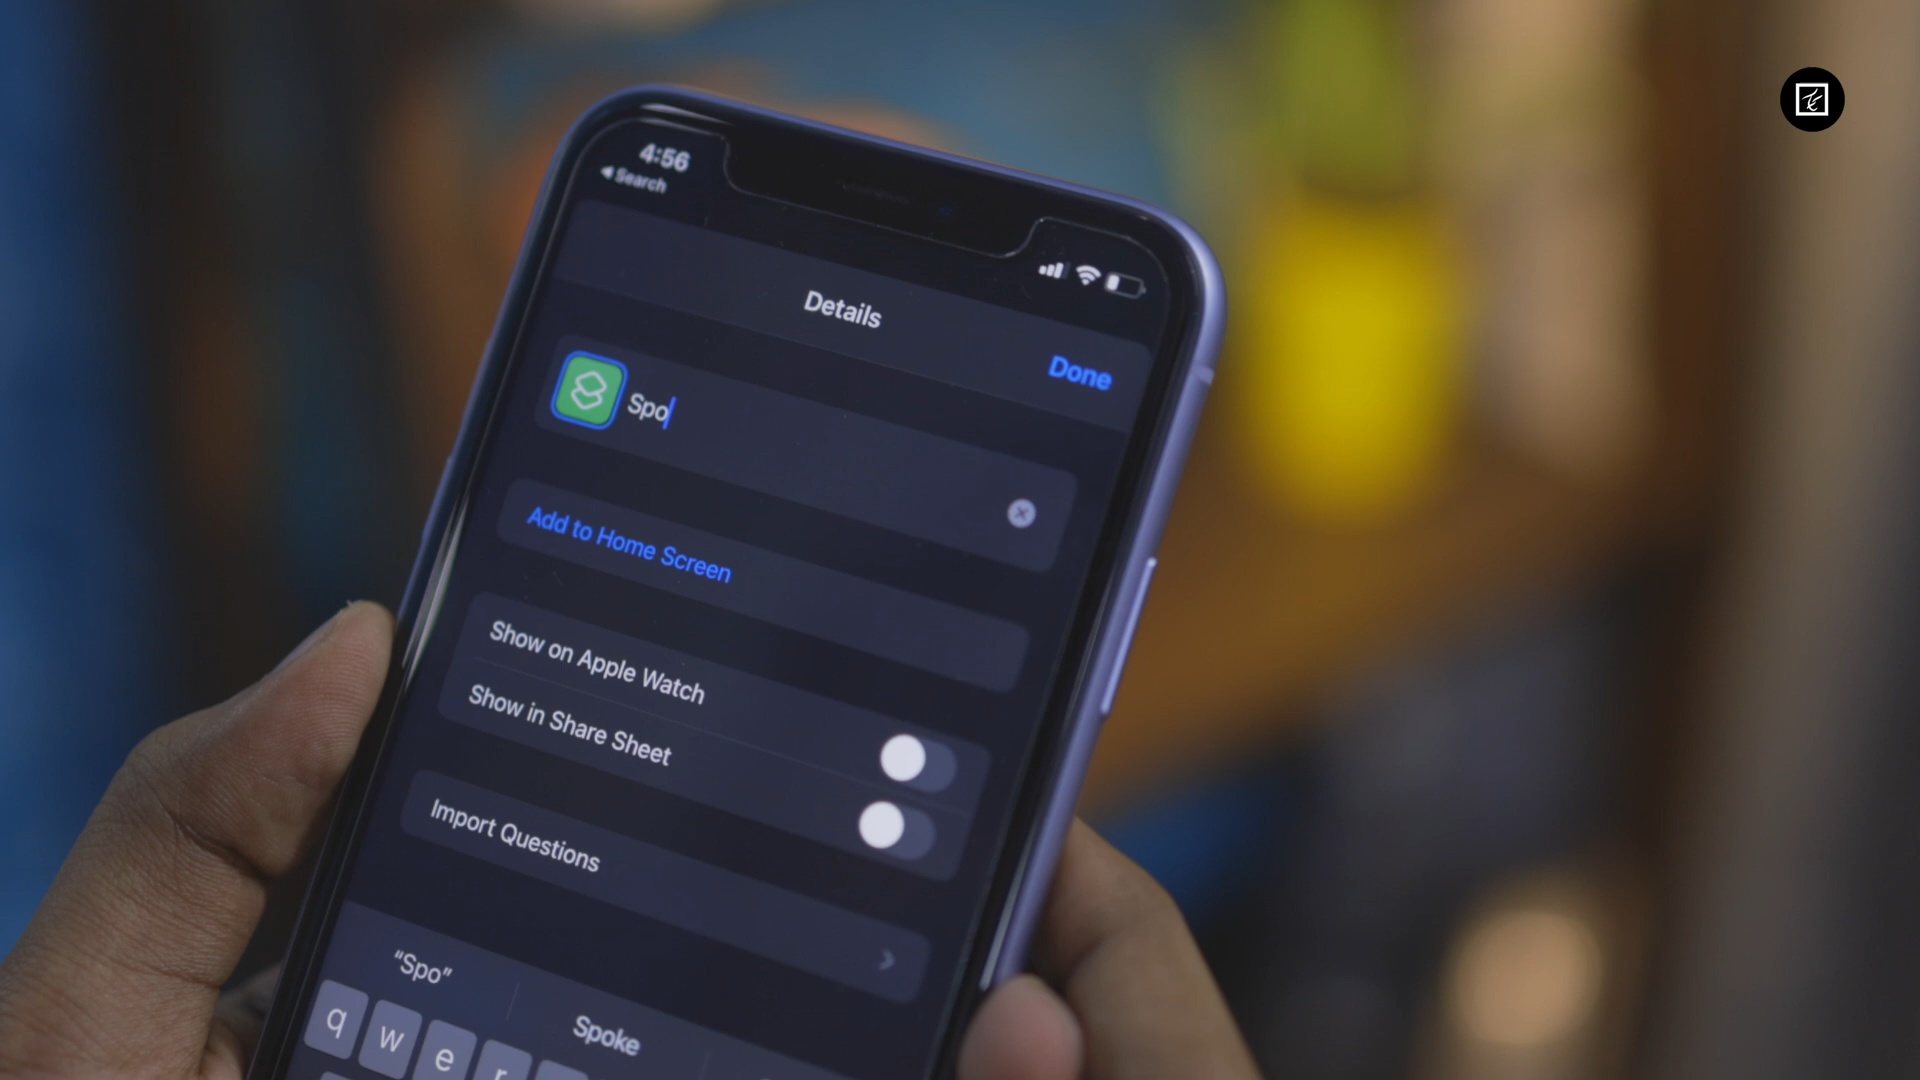 4:56
Search
Details
Done
Spo
Add to Home Screen
Show on Apple Watch
Show in Share Sheet
Import Questions
"Spo"
Spoke
q w e